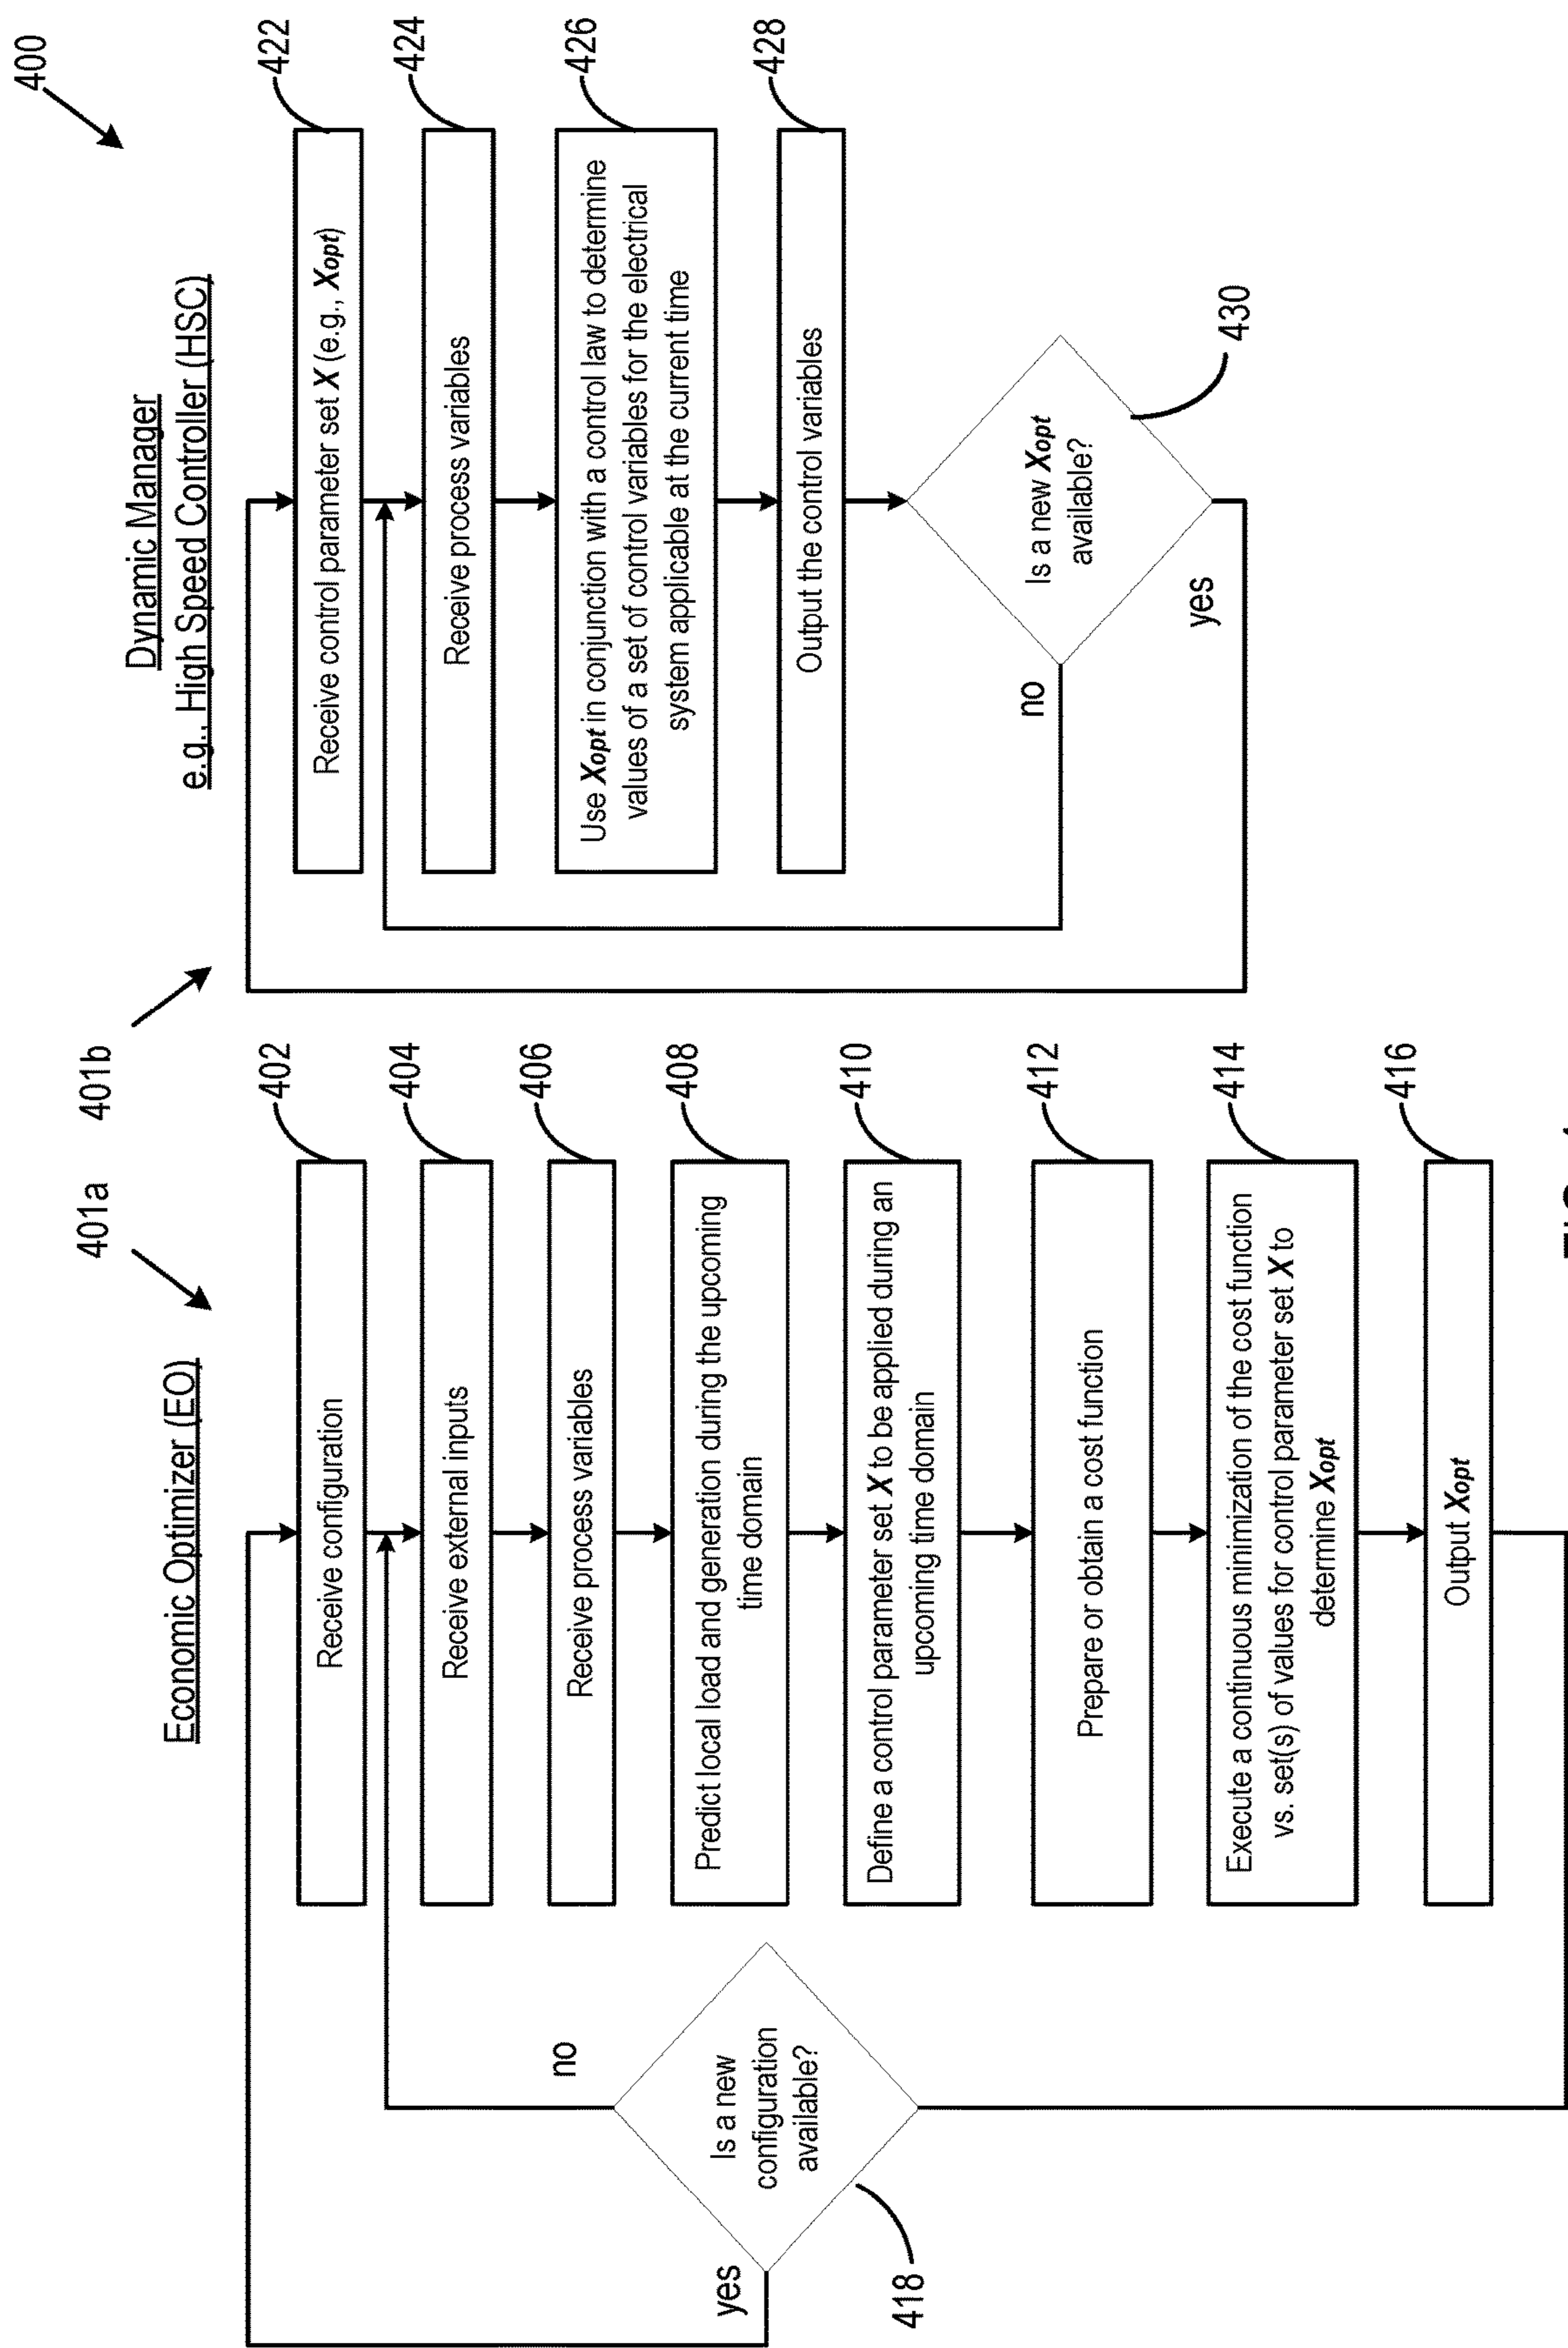 400
401a
401b
Economic Optimizer (EO)
402
Receive configuration
404
Receive external inputs
406
Receive process variables
408
Predict local load and generation during the upcoming
time domain
410
Define a control parameter set X to be applied during an
upcoming time domain
412
Prepare or obtain a cost function
414
Execute a continuous minimization of the cost function
vs. set(s) of values for control parameter set X to
determine Xopt
416
Output Xopt
Is a new
configuration
available?
no
yes
418
Dynamic Manager
e.g., High Speed Controller (HSC)
422
Receive control parameter set X (e.g., Xopt)
424
Receive process variables
426
Use Xopt in conjunction with a control law to determine
values of a set of control variables for the electrical
system applicable at the current time
428
Output the control variables
Is a new Xopt
available?
430
no
yes